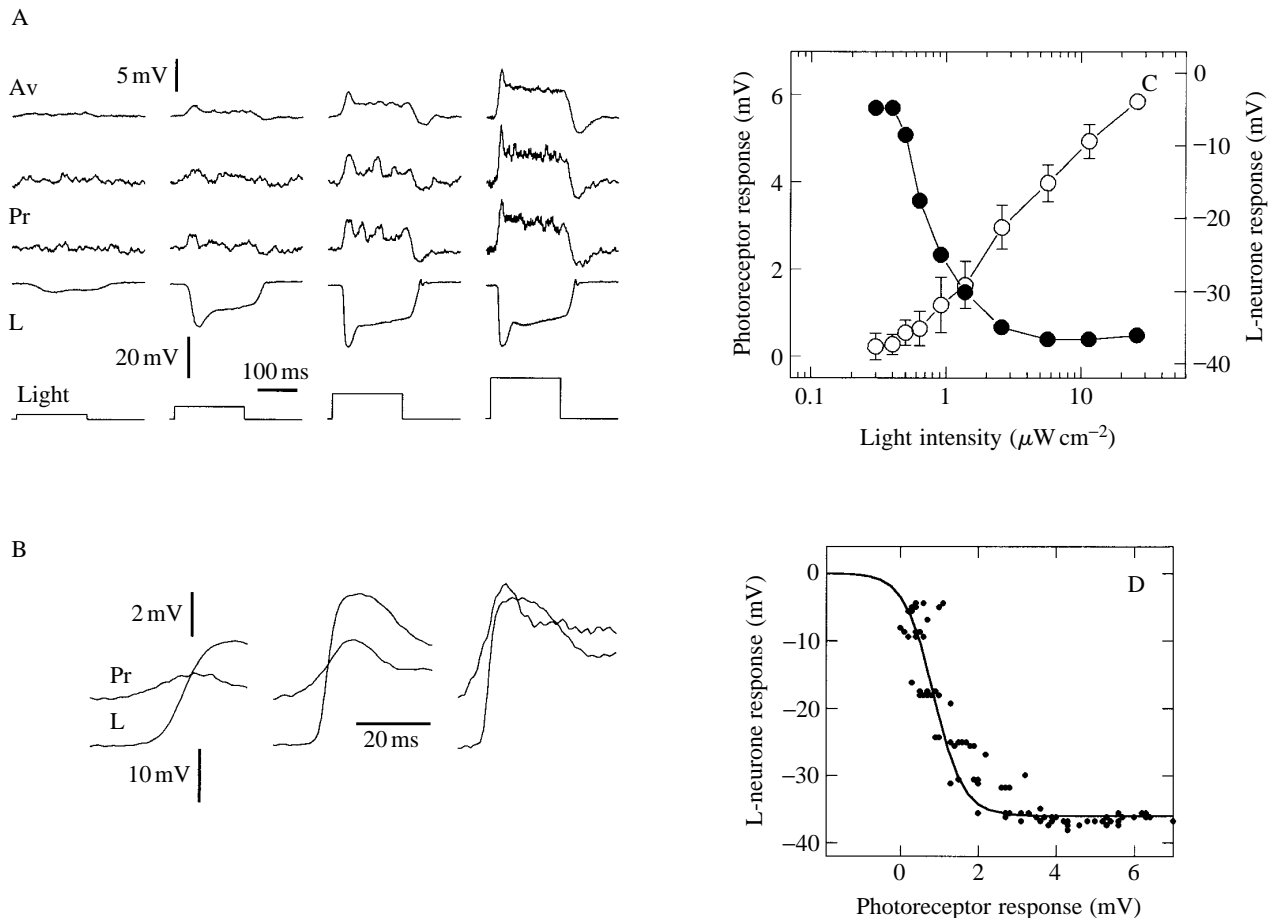 A
5 mV
Av
Pr
L
20 mV
100 ms
Light
C
6
4
2
0
Photoreceptor response (mV)
0
−10
−20
−30
−40
L-neurone response (mV)
0.1
1
10
Light intensity (μW cm−2)
B
2 mV
Pr
L
20 ms
10 mV
D
0
−10
−20
−30
−40
L-neurone response (mV)
0
2
4
6
Photoreceptor response (mV)